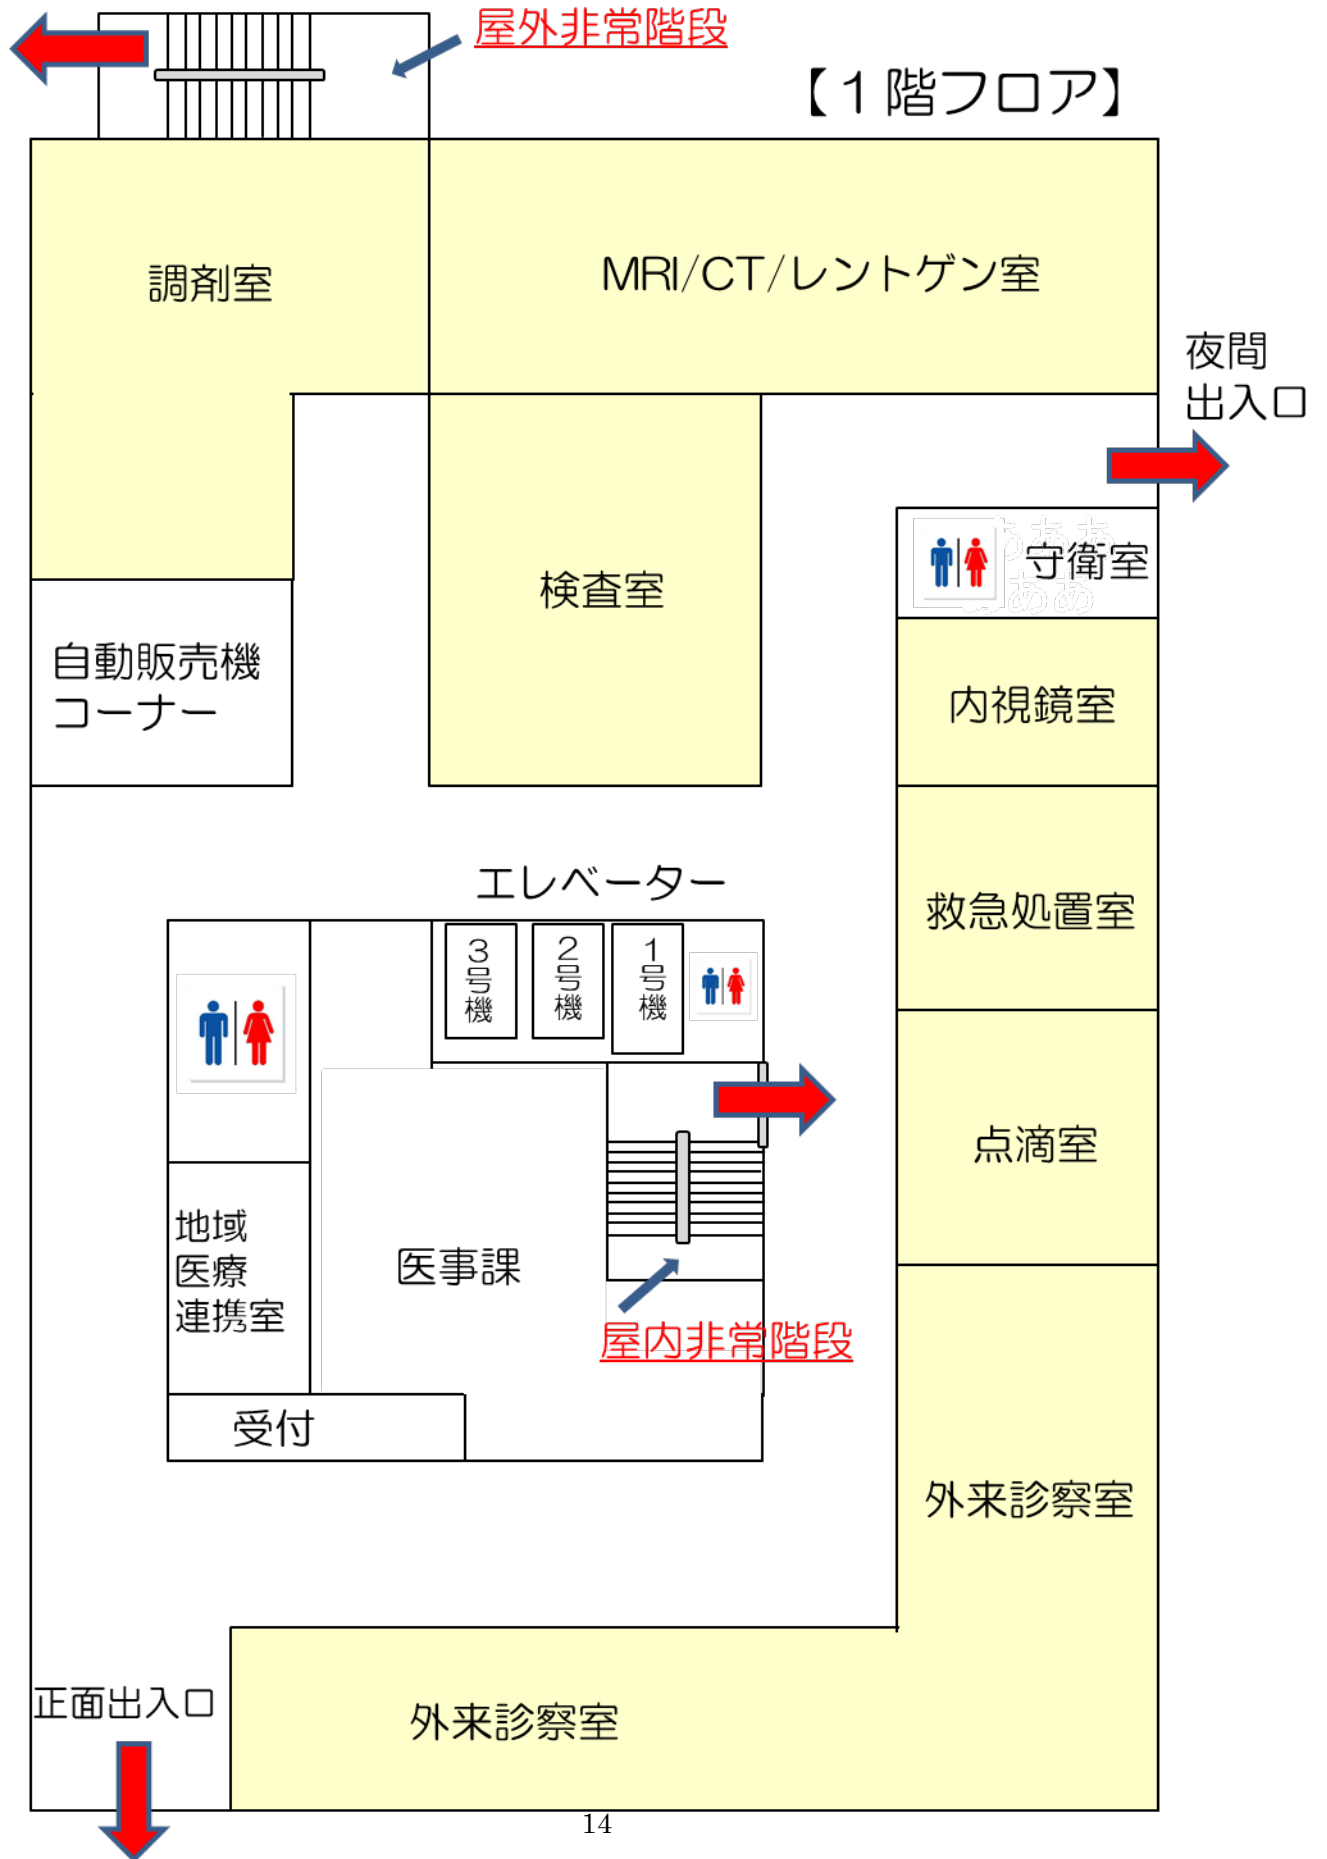 屋外非常階段
【１階フロア】
調剤室
MRI/CT/レントゲン室
夜間
出入口
守衛室
検査室
自動販売機
コーナー
内視鏡室
エレベーター
救急処置室
3号機
2号機
1号機
点滴室
地域
医療
連携室
医事課
屋内非常階段
受付
外来診察室
正面出入口
外来診察室
14